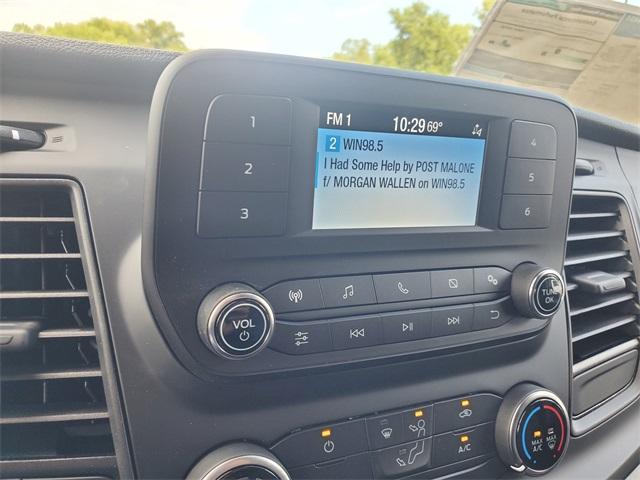 FM 1 10:29 69°
2 WIN98.5
I Had Some Help by POST MALONE
f/ MORGAN WALLEN on WIN98.5
1
2
3
4
5
6
VOL
TUNE
OK
A/C
MAX
A/C
MAX